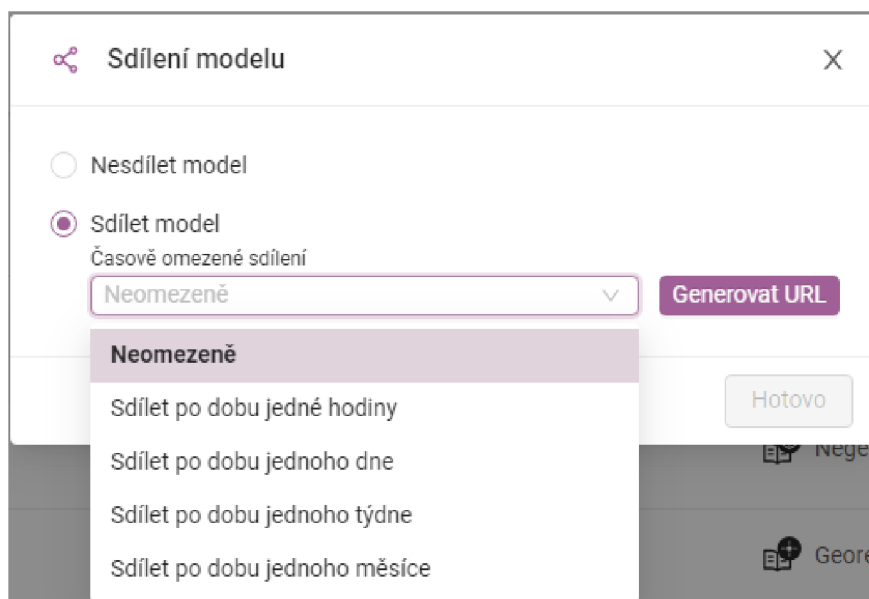 Sdílení modelu
Nesdílet model
Sdílet model
Časově omezené sdílení
Neomezeně
Generovat URL
Neomezeně
Hotovo
Sdílet po dobu jedné hodiny
Sdílet po dobu jednoho dne
Sdílet po dobu jednoho týdne
Sdílet po dobu jednoho měsíce